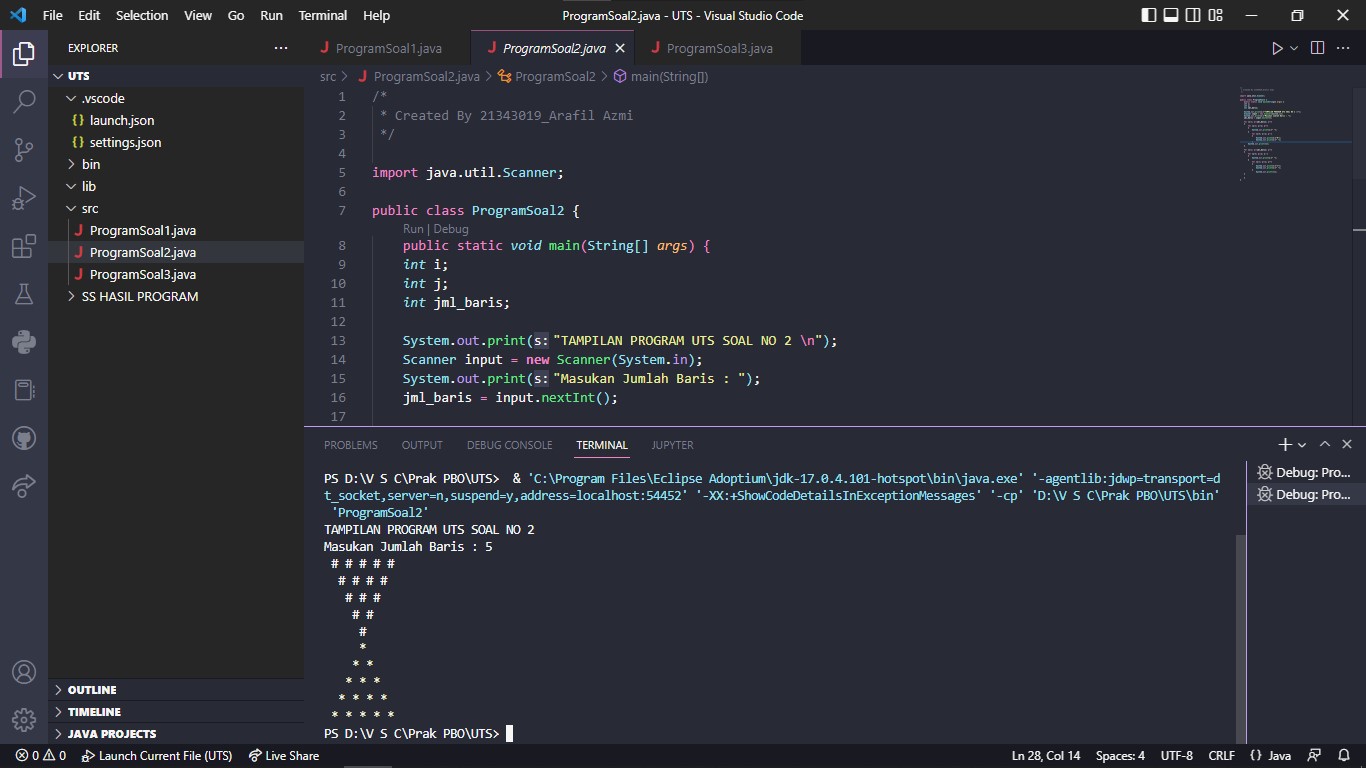 File Edit Selection View Go Run Terminal Help ProgramSoal2.java - UTS - Visual Studio Code
EXPLORER
UTS
.vscode
launch.json
settings.json
bin
lib
src
ProgramSoal1.java
ProgramSoal2.java
ProgramSoal3.java
SS HASIL PROGRAM
OUTLINE
TIMELINE
JAVA PROJECTS
ProgramSoal1.java ProgramSoal2.java ProgramSoal3.java
src > ProgramSoal2.java > ProgramSoal2 > main(String[])
1 /*
2 * Created By 21343019_Arafil Azmi
3 */
4
5 import java.util.Scanner;
6
7 public class ProgramSoal2 {
Run | Debug
8 public static void main(String[] args) {
9 int i;
10 int j;
11 int jml_baris;
12
13 System.out.print(s: "TAMPILAN PROGRAM UTS SOAL NO 2 \n");
14 Scanner input = new Scanner(System.in);
15 System.out.print(s: "Masukan Jumlah Baris : ");
16 jml_baris = input.nextInt();
17
PROBLEMS OUTPUT DEBUG CONSOLE TERMINAL JUPYTER
Debug: Pro...
Debug: Pro...
PS D:\V S C\Prak PBO\UTS> & 'C:\Program Files\Eclipse Adoptium\jdk-17.0.4.101-hotspot\bin\java.exe' '-agentlib:jdwp=transport=d
t_socket,server=n,suspend=y,address=localhost:54452' '-XX:+ShowCodeDetailsInExceptionMessages' '-cp' 'D:\V S C\Prak PBO\UTS\bin'
'ProgramSoal2'
TAMPILAN PROGRAM UTS SOAL NO 2
Masukan Jumlah Baris : 5
# # # # #
# # # #
# # #
# #
#
*
* *
* * *
* * * *
* * * * *
PS D:\V S C\Prak PBO\UTS>
0 0 Launch Current File (UTS) Live Share Ln 28, Col 14 Spaces: 4 UTF-8 CRLF {} Java